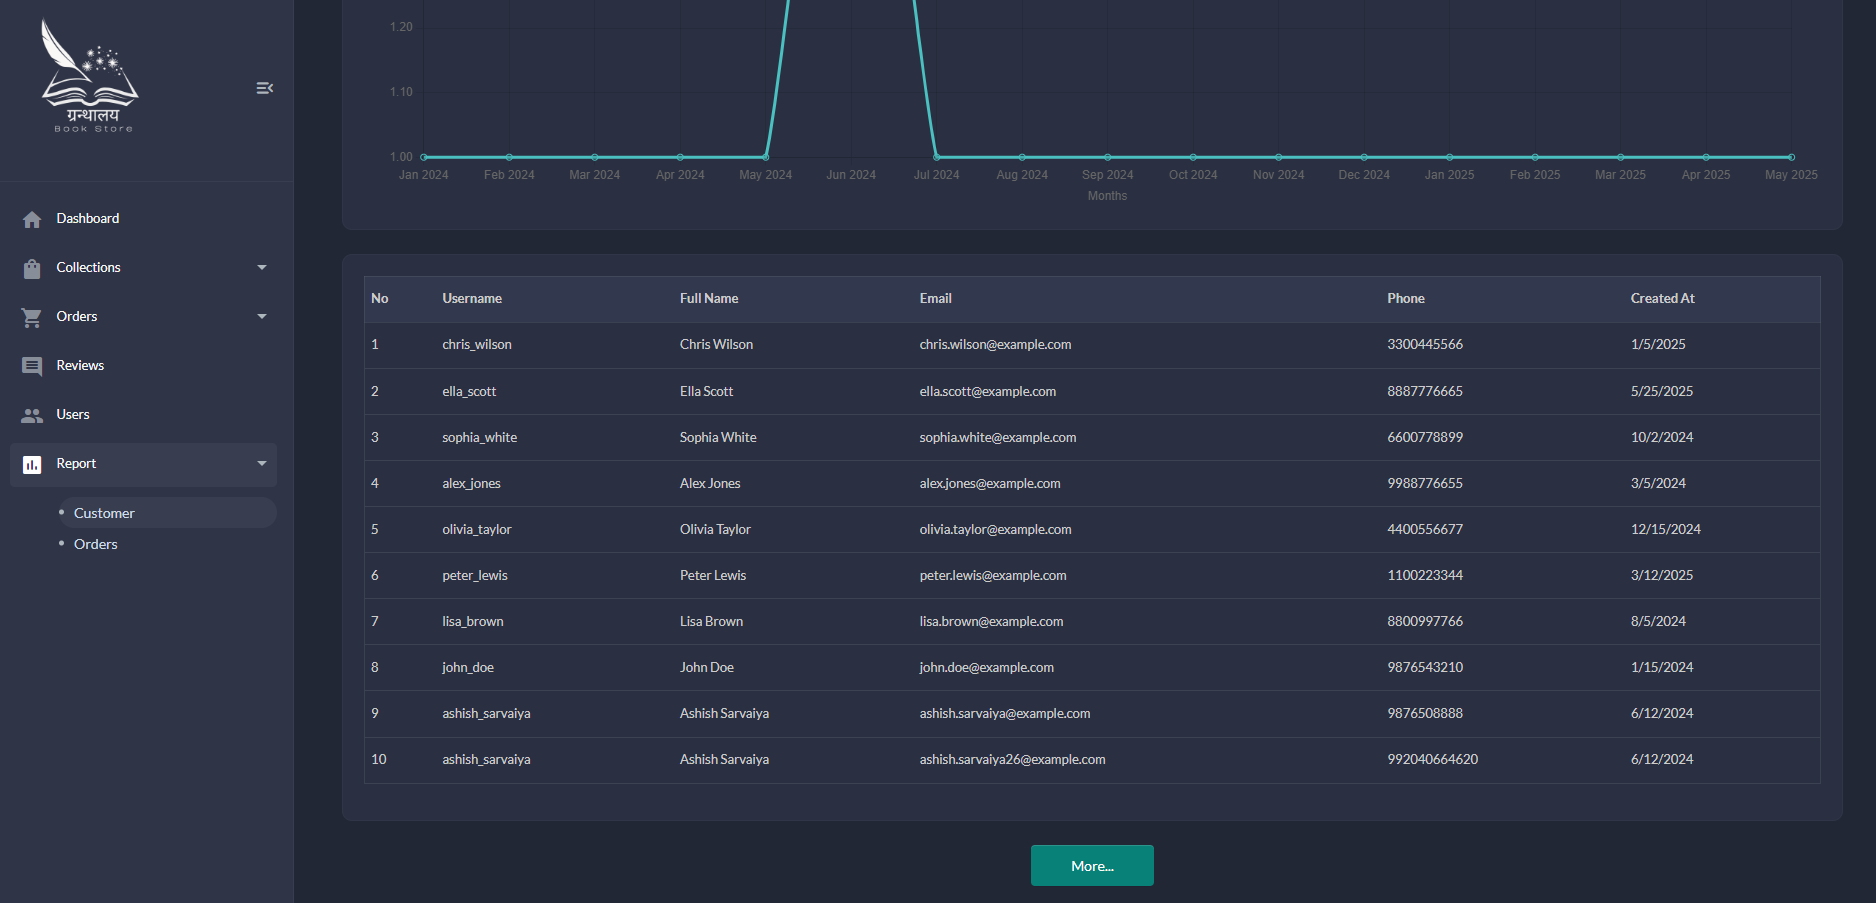 ग्रन्थालय
Book Store
Dashboard
Collections
Orders
Reviews
Users
Report
Customer
Orders
1.20
1.10
1.00
Jan 2024 Feb 2024 Mar 2024 Apr 2024 May 2024 Jun 2024 Jul 2024 Aug 2024 Sep 2024 Oct 2024 Nov 2024 Dec 2024 Jan 2025 Feb 2025 Mar 2025 Apr 2025 May 2025
Months
No Username Full Name Email Phone Created At
1 chris_wilson Chris Wilson chris.wilson@example.com 3300445566 1/5/2025
2 ella_scott Ella Scott ella.scott@example.com 8887776665 5/25/2025
3 sophia_white Sophia White sophia.white@example.com 6600778899 10/2/2024
4 alex_jones Alex Jones alex.jones@example.com 9988776655 3/5/2024
5 olivia_taylor Olivia Taylor olivia.taylor@example.com 4400556677 12/15/2024
6 peter_lewis Peter Lewis peter.lewis@example.com 1100223344 3/12/2025
7 lisa_brown Lisa Brown lisa.brown@example.com 8800997766 8/5/2024
8 john_doe John Doe john.doe@example.com 9876543210 1/15/2024
9 ashish_sarvaiya Ashish Sarvaiya ashish.sarvaiya@example.com 9876508888 6/12/2024
10 ashish_sarvaiya Ashish Sarvaiya ashish.sarvaiya26@example.com 992040664620 6/12/2024
More...